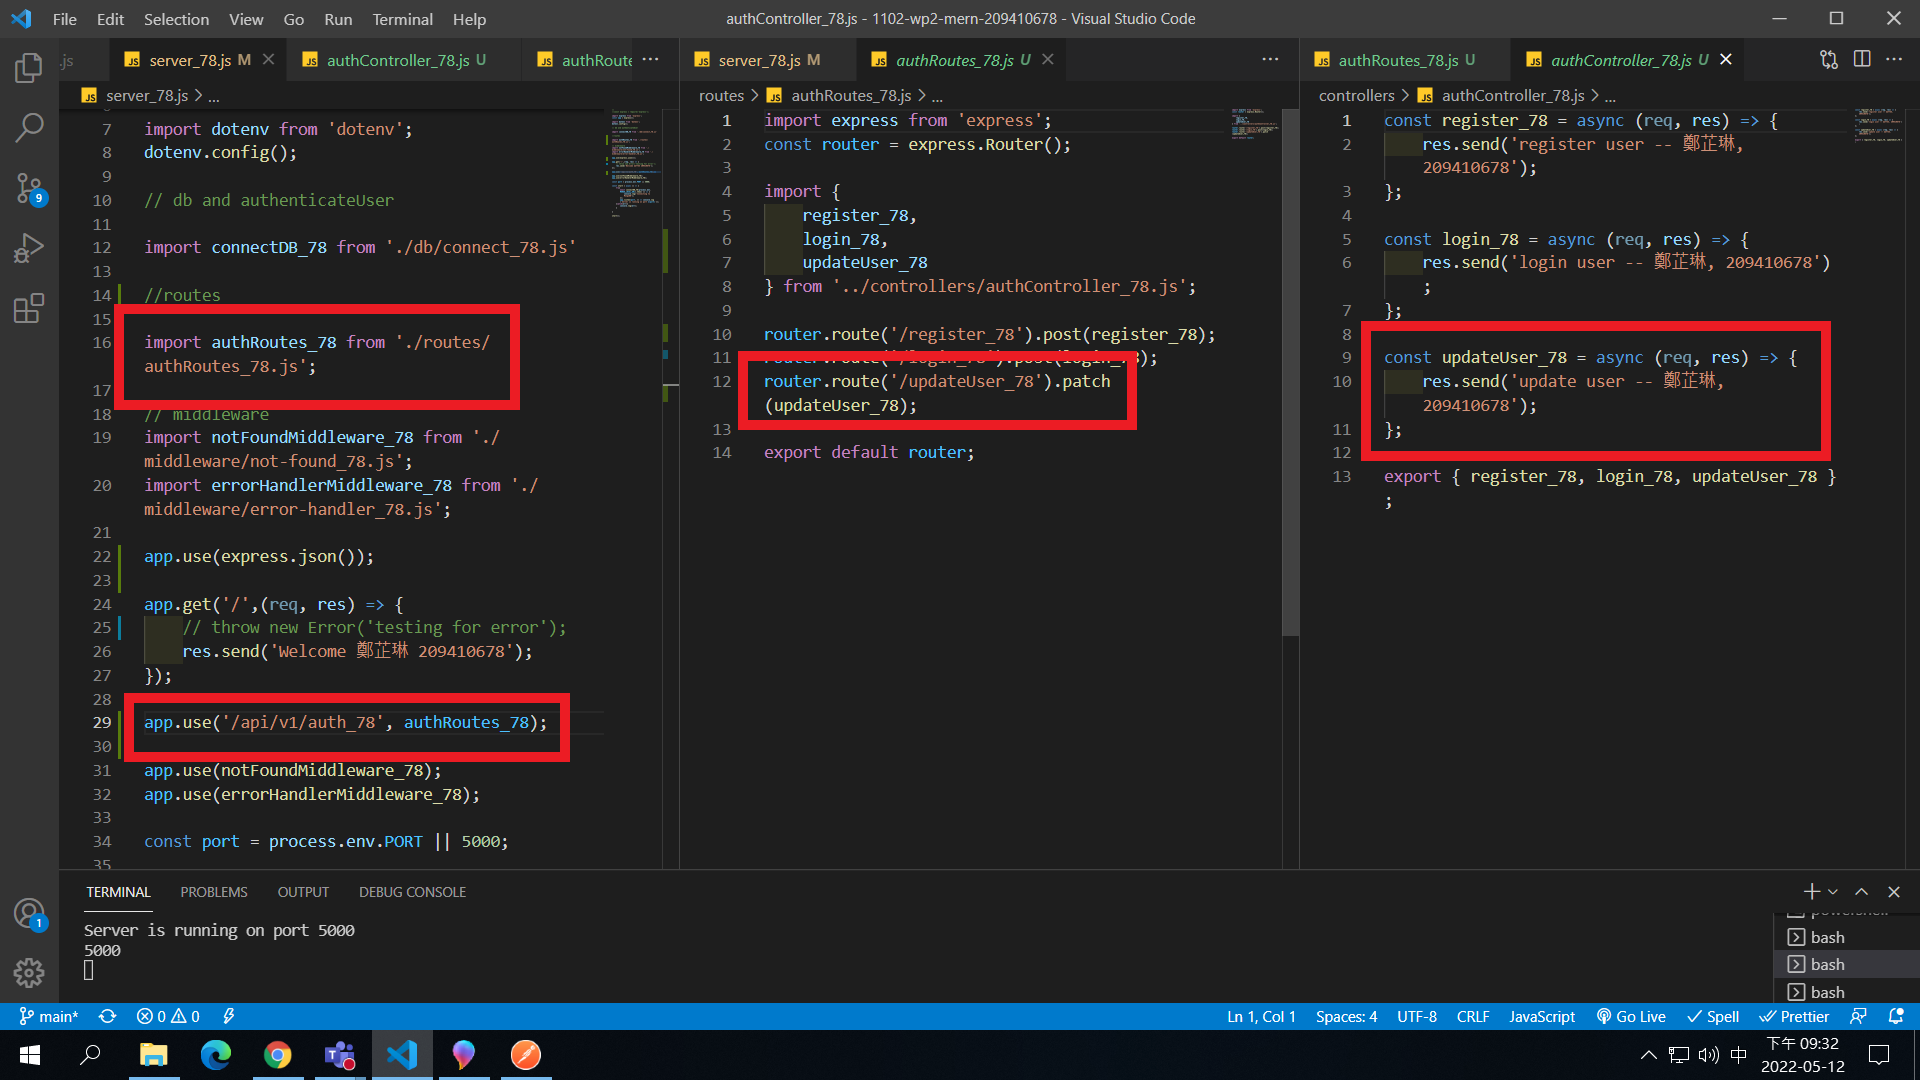 File Edit Selection View Go Run Terminal Help
authController_78.js - 1102-wp2-mern-209410678 - Visual Studio Code
.js
JS server_78.js M
JS authController_78.js U
JS authRoute
JS server_78.js > ...
7 import dotenv from 'dotenv';
8 dotenv.config();
9
10 // db and authenticateUser
11
12 import connectDB_78 from './db/connect_78.js'
13
14 //routes
15
16 import authRoutes_78 from './routes/
authRoutes_78.js';
17
18 // middleware
19 import notFoundMiddleware_78 from './
middleware/not-found_78.js';
20 import errorHandlerMiddleware_78 from './
middleware/error-handler_78.js';
21
22 app.use(express.json());
23
24 app.get('/',(req, res) => {
25 // throw new Error('testing for error');
26 res.send('Welcome 鄭芷琳 209410678');
27 });
28
29 app.use('/api/v1/auth_78', authRoutes_78);
30
31 app.use(notFoundMiddleware_78);
32 app.use(errorHandlerMiddleware_78);
33
34 const port = process.env.PORT || 5000;
35
JS server_78.js M
JS authRoutes_78.js U
routes > JS authRoutes_78.js > ...
1 import express from 'express';
2 const router = express.Router();
3
4 import {
5 register_78,
6 login_78,
7 updateUser_78
8 } from '../controllers/authController_78.js';
9
10 router.route('/register_78').post(register_78);
11 router.route('/login_78').post(login_78);
12 router.route('/updateUser_78').patch
(updateUser_78);
13
14 export default router;
JS authRoutes_78.js U
JS authController_78.js U
controllers > JS authController_78.js > ...
1 const register_78 = async (req, res) => {
2 res.send('register user -- 鄭芷琳,
209410678');
3 };
4
5 const login_78 = async (req, res) => {
6 res.send('login user -- 鄭芷琳, 209410678')
;
7 };
8
9 const updateUser_78 = async (req, res) => {
10 res.send('update user -- 鄭芷琳,
209410678');
11 };
12
13 export { register_78, login_78, updateUser_78 }
;
9
1
TERMINAL PROBLEMS OUTPUT DEBUG CONSOLE
Server is running on port 5000
5000
powershell
bash
bash
bash
main* 0 0
Ln 1, Col 1 Spaces: 4 UTF-8 CRLF JavaScript Go Live Spell Prettier
中
下午 09:32
2022-05-12